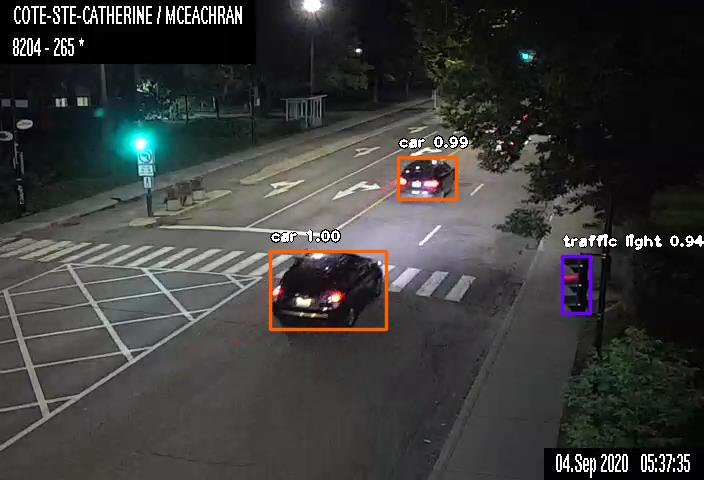 COTE-STE-CATHERINE / MCEACHRAN
8204 - 265 *
car 0.99
car 1.00
traffic light 0.94
04.Sep 2020 05:37:35